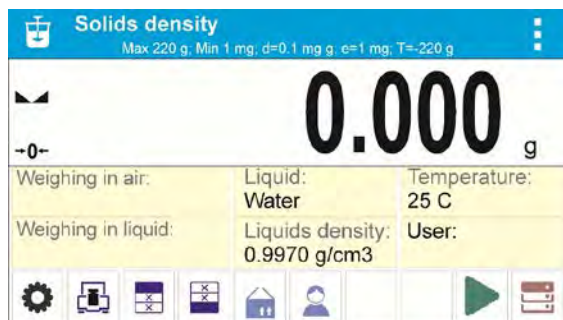 Solids density
Max 220 g; Min 1 mg; d=0.1 mg g; e=1 mg; T=-220 g
0.000 g
→0←
Weighing in air:
Liquid:
Water
Temperature:
25 C
Weighing in liquid:
Liquids density:
0.9970 g/cm3
User: